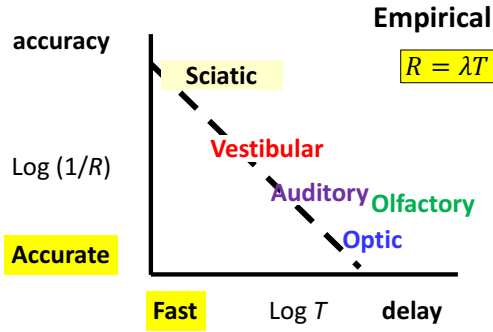 Empirical
accuracy
R = λT
Sciatic
Vestibular
Log (1/R)
Auditory
Olfactory
Optic
Accurate
Fast
Log T
delay